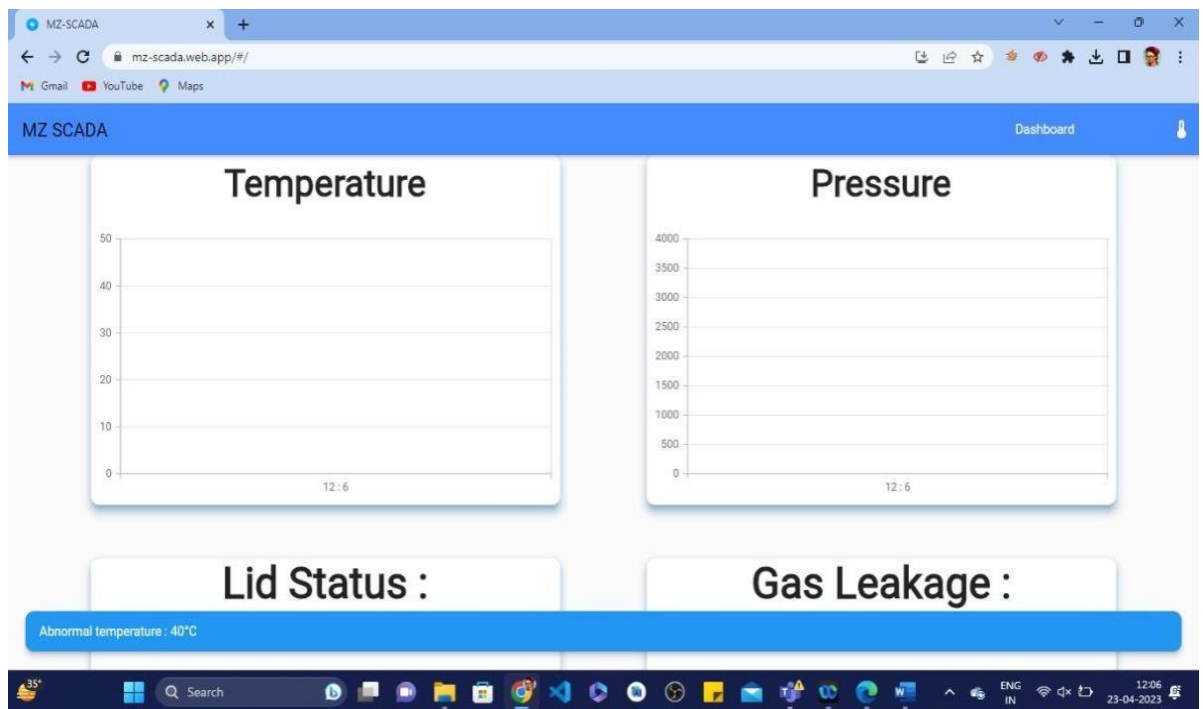 MZ-SCADA
mz-scada.web.app/#/
Gmail YouTube Maps
MZ SCADA
Dashboard
Temperature
50
40
30
20
10
0
12 : 6
Pressure
4000
3500
3000
2500
2000
1500
1000
500
0
12 : 6
Lid Status :
Gas Leakage :
Abnormal temperature : 40°C
35°
Search
ENG
IN
12:06
23-04-2023